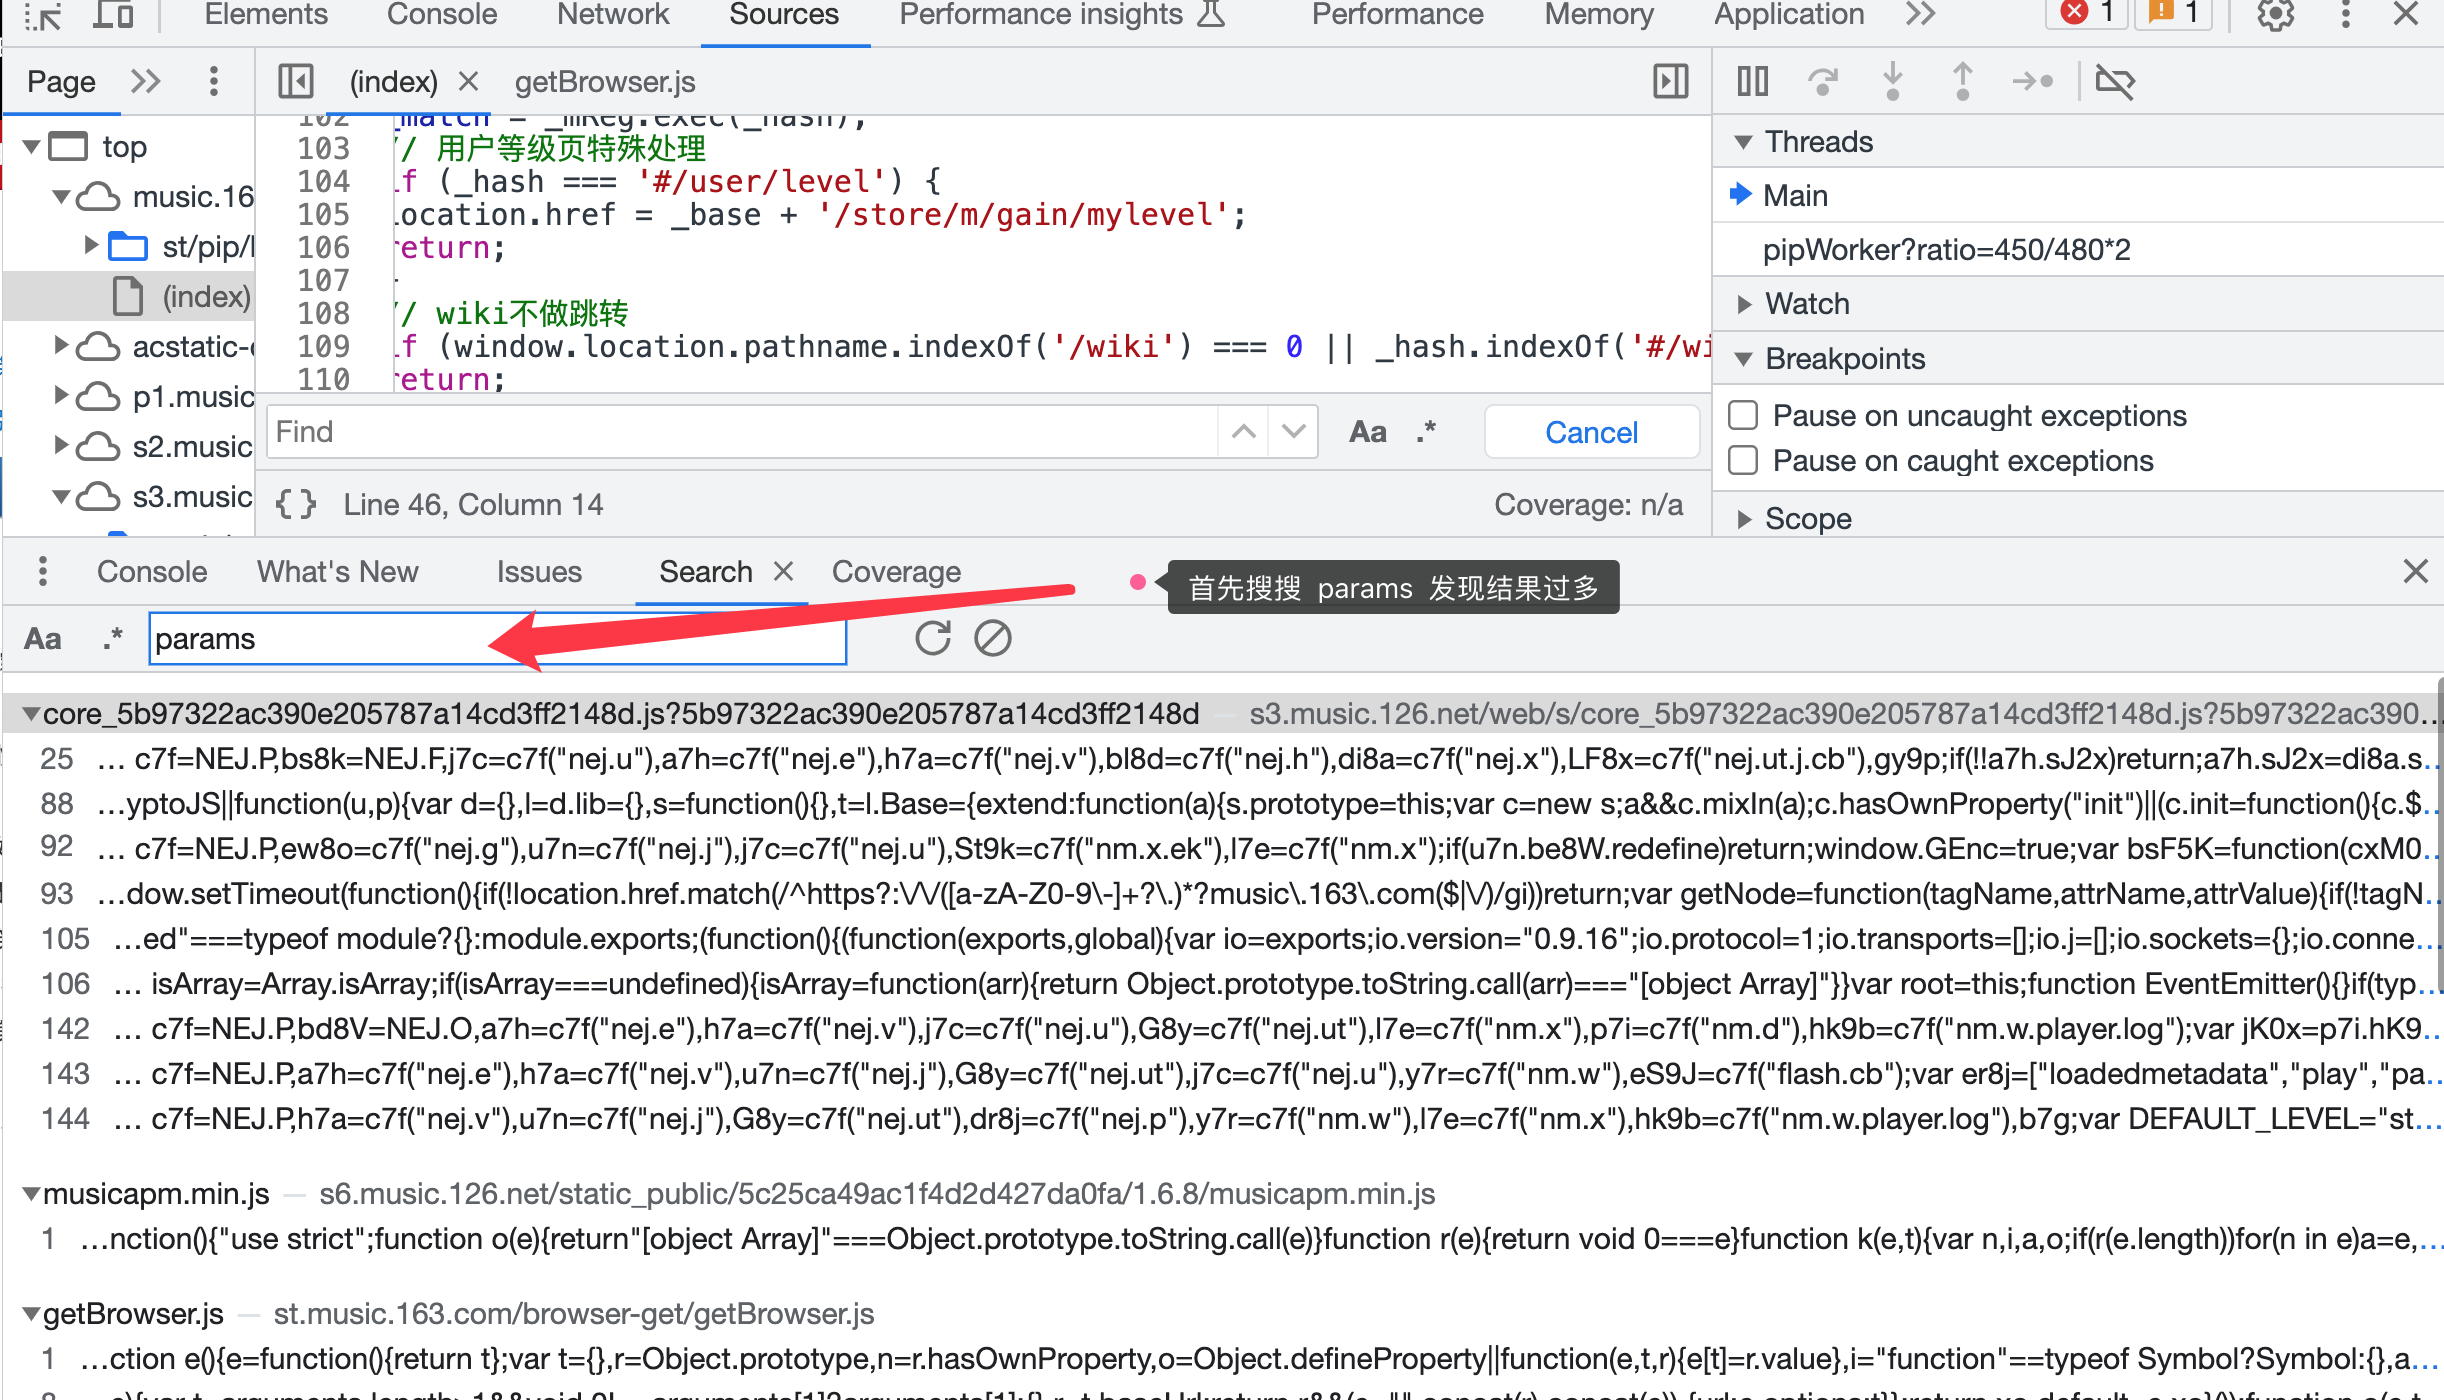 Elements Console Network Sources Performance insights Performance Memory Application 1 1
Page (index) getBrowser.js
top
music.16
st/pip/
(index)
acstatic-
p1.music
s2.music
s3.music
102 _match = _mReg.exec(_hash);
103 // 用户等级页特殊处理
104 if (_hash === '#/user/level') {
105 location.href = _base + '/store/m/gain/mylevel';
106 return;
107
108 // wiki不做跳转
109 if (window.location.pathname.indexOf('/wiki') === 0 || _hash.indexOf('#/wi
110 return;
Find Aa .* Cancel
{ } Line 46, Column 14 Coverage: n/a
Threads
Main
pipWorker?ratio=450/480*2
Watch
Breakpoints
Pause on uncaught exceptions
Pause on caught exceptions
Scope
Console What's New Issues Search Coverage
首先搜搜 params 发现结果过多
Aa .* params
core_5b97322ac390e205787a14cd3ff2148d.js?5b97322ac390e205787a14cd3ff2148d — s3.music.126.net/web/s/core_5b97322ac390e205787a14cd3ff2148d.js?5b97322ac390…
25 … c7f=NEJ.P,bs8k=NEJ.F,j7c=c7f("nej.u"),a7h=c7f("nej.e"),h7a=c7f("nej.v"),bl8d=c7f("nej.h"),di8a=c7f("nej.x"),LF8x=c7f("nej.ut.j.cb"),gy9p;if(!!a7h.sJ2x)return;a7h.sJ2x=di8a.s…
88 …yptoJS||function(u,p){var d={},l=d.lib={},s=function(){},t=l.Base={extend:function(a){s.prototype=this;var c=new s;a&&c.mixIn(a);c.hasOwnProperty("init")||(c.init=function(){c.$…
92 … c7f=NEJ.P,ew8o=c7f("nej.g"),u7n=c7f("nej.j"),j7c=c7f("nej.u"),St9k=c7f("nm.x.ek"),l7e=c7f("nm.x");if(u7n.be8W.redefine)return;window.GEnc=true;var bsF5K=function(cxM0…
93 …dow.setTimeout(function(){if(!location.href.match(/^https?:\/\/([a-zA-Z0-9\-]+?\.)*?music\.163\.com($|\/)/gi))return;var getNode=function(tagName,attrName,attrValue){if(!tagN…
105 …ed"===typeof module?{}:module.exports;(function(){(function(exports,global){var io=exports;io.version="0.9.16";io.protocol=1;io.transports=[];io.j=[];io.sockets={};io.conne…
106 … isArray=Array.isArray;if(isArray===undefined){isArray=function(arr){return Object.prototype.toString.call(arr)==="[object Array]"}}var root=this;function EventEmitter(){}if(typ…
142 … c7f=NEJ.P,bd8V=NEJ.O,a7h=c7f("nej.e"),h7a=c7f("nej.v"),j7c=c7f("nej.u"),G8y=c7f("nej.ut"),l7e=c7f("nm.x"),p7i=c7f("nm.d"),hk9b=c7f("nm.w.player.log");var jK0x=p7i.hK9…
143 … c7f=NEJ.P,a7h=c7f("nej.e"),h7a=c7f("nej.v"),u7n=c7f("nej.j"),G8y=c7f("nej.ut"),j7c=c7f("nej.u"),y7r=c7f("nm.w"),eS9J=c7f("flash.cb");var er8j=["loadedmetadata","play","pa…
144 … c7f=NEJ.P,h7a=c7f("nej.v"),u7n=c7f("nej.j"),G8y=c7f("nej.ut"),dr8j=c7f("nej.p"),y7r=c7f("nm.w"),l7e=c7f("nm.x"),hk9b=c7f("nm.w.player.log"),b7g;var DEFAULT_LEVEL="st…
musicapm.min.js — s6.music.126.net/static_public/5c25ca49ac1f4d2d427da0fa/1.6.8/musicapm.min.js
1 …nction(){"use strict";function o(e){return"[object Array]"===Object.prototype.toString.call(e)}function r(e){return void 0===e}function k(e,t){var n,i,a,o;if(r(e.length))for(n in e)a=e,…
getBrowser.js — st.music.163.com/browser-get/getBrowser.js
1 …ction e(){e=function(){return t};var t={},r=Object.prototype,n=r.hasOwnProperty,o=Object.defineProperty||function(e,t,r){e[t]=r.value},i="function"==typeof Symbol?Symbol:{},a…